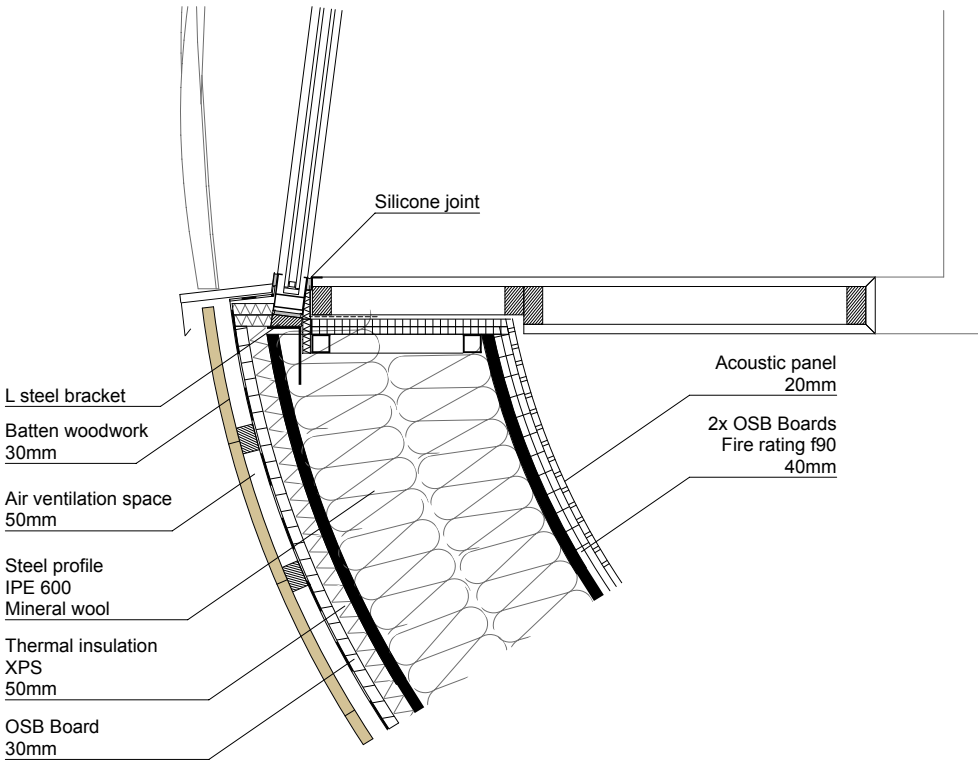 Silicone joint
L steel bracket
Batten woodwork
30mm
Air ventilation space
50mm
Steel profile
IPE 600
Mineral wool
Thermal insulation
XPS
50mm
OSB Board
30mm
Acoustic panel
20mm
2x OSB Boards
Fire rating f90
40mm